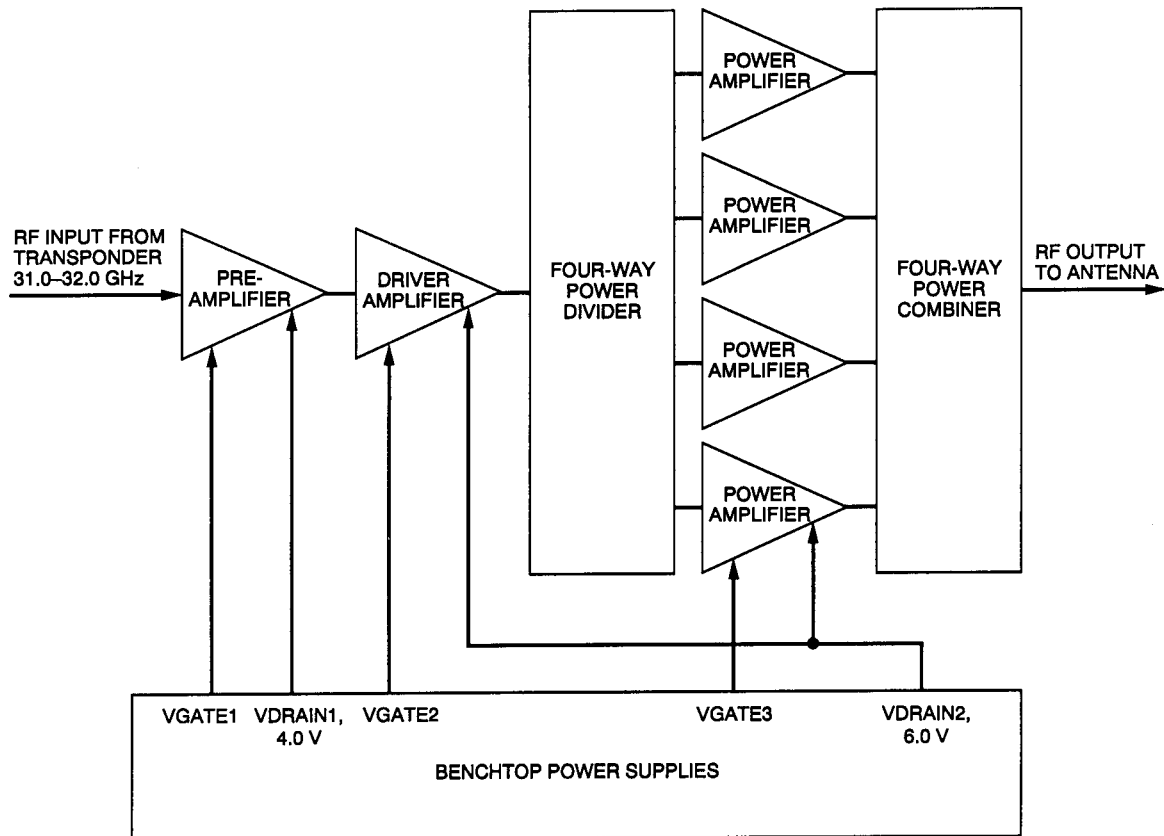 RF INPUT FROM
TRANSPONDER
31.0–32.0 GHz
PRE-
AMPLIFIER
DRIVER
AMPLIFIER
FOUR-WAY
POWER
DIVIDER
POWER
AMPLIFIER
POWER
AMPLIFIER
POWER
AMPLIFIER
POWER
AMPLIFIER
FOUR-WAY
POWER
COMBINER
RF OUTPUT
TO ANTENNA
VGATE1
VDRAIN1,
4.0 V
VGATE2
VGATE3
VDRAIN2,
6.0 V
BENCHTOP POWER SUPPLIES